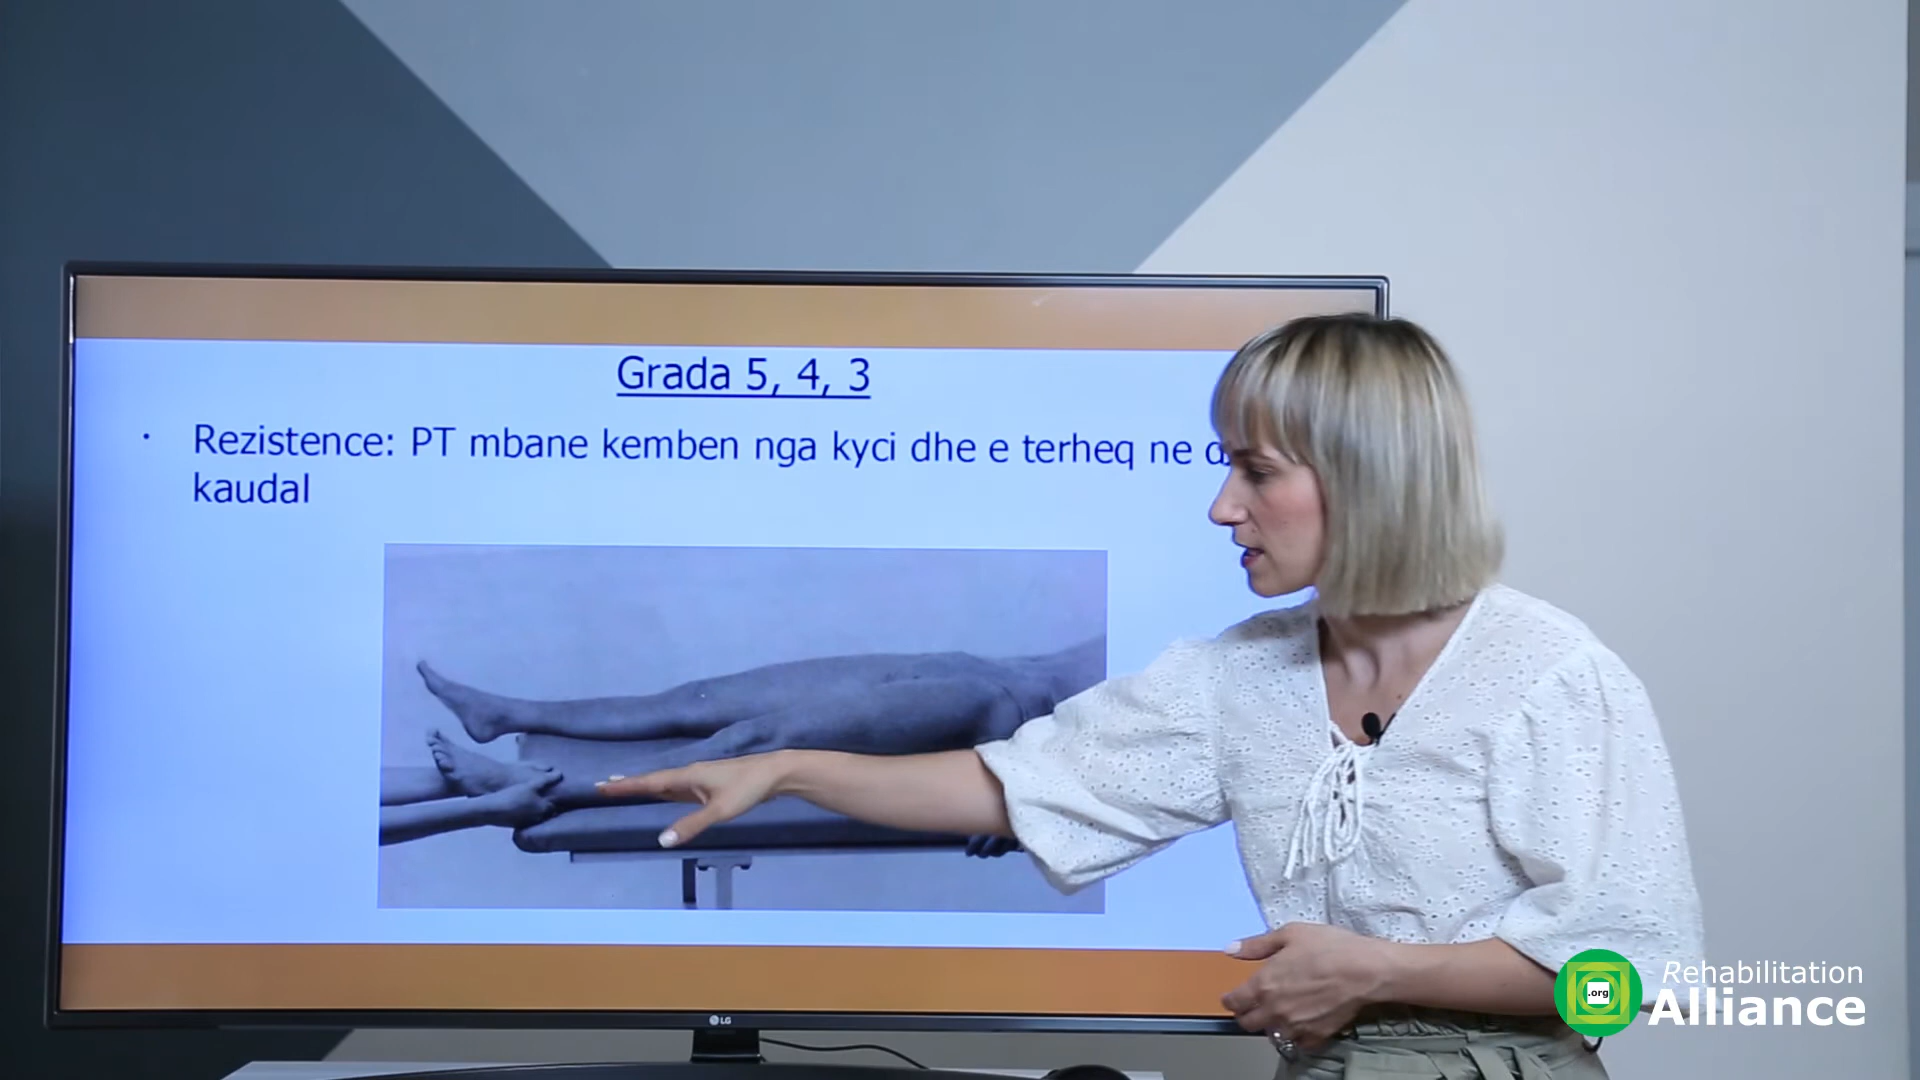 Grada 5, 4, 3
· Rezistence: PT mbane kemben nga kyci dhe e terheq ne
kaudal
LG
.org
Rehabilitation
Alliance